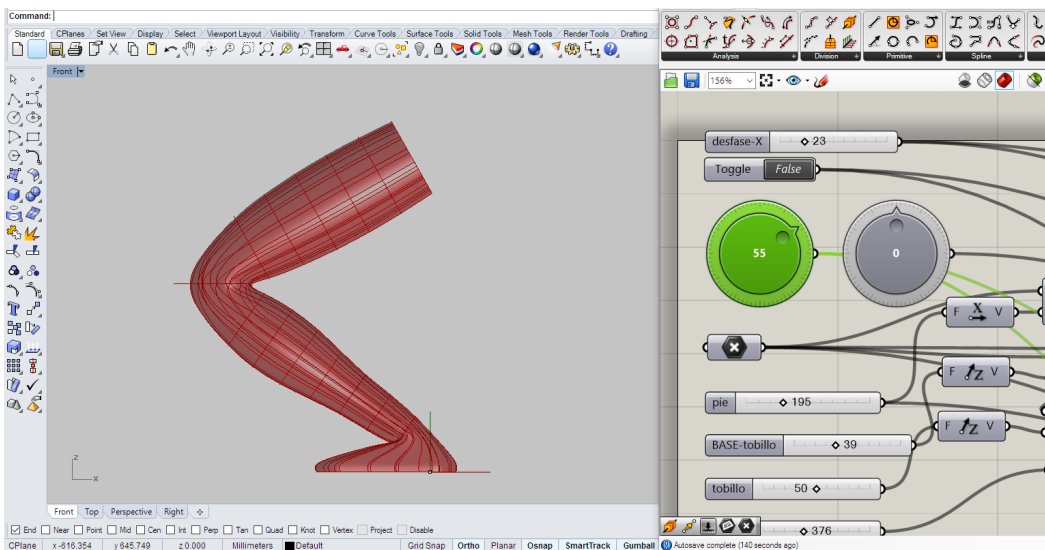 Command:
Standard CPlanes Set View Display Select Viewport Layout Visibility Transform Curve Tools Surface Tools Solid Tools Mesh Tools Render Tools Drafting
Front
z
x
Front Top Perspective Right
End Near Point Mid Cen Int Perp Tan Quad Knot Vertex Project Disable
CPlane x -616.354 y 645.749 z 0.000 Millimeters Default Grid Snap Ortho Planar Osnap SmartTrack Gumball
Analysis Division Primitive Spline
156%
desfase-X 23
Toggle False
55 0
F X V
F Z V
pie 195
F Z V
BASE-tobillo 39
tobillo 50
376
Autosave complete (140 seconds ago)